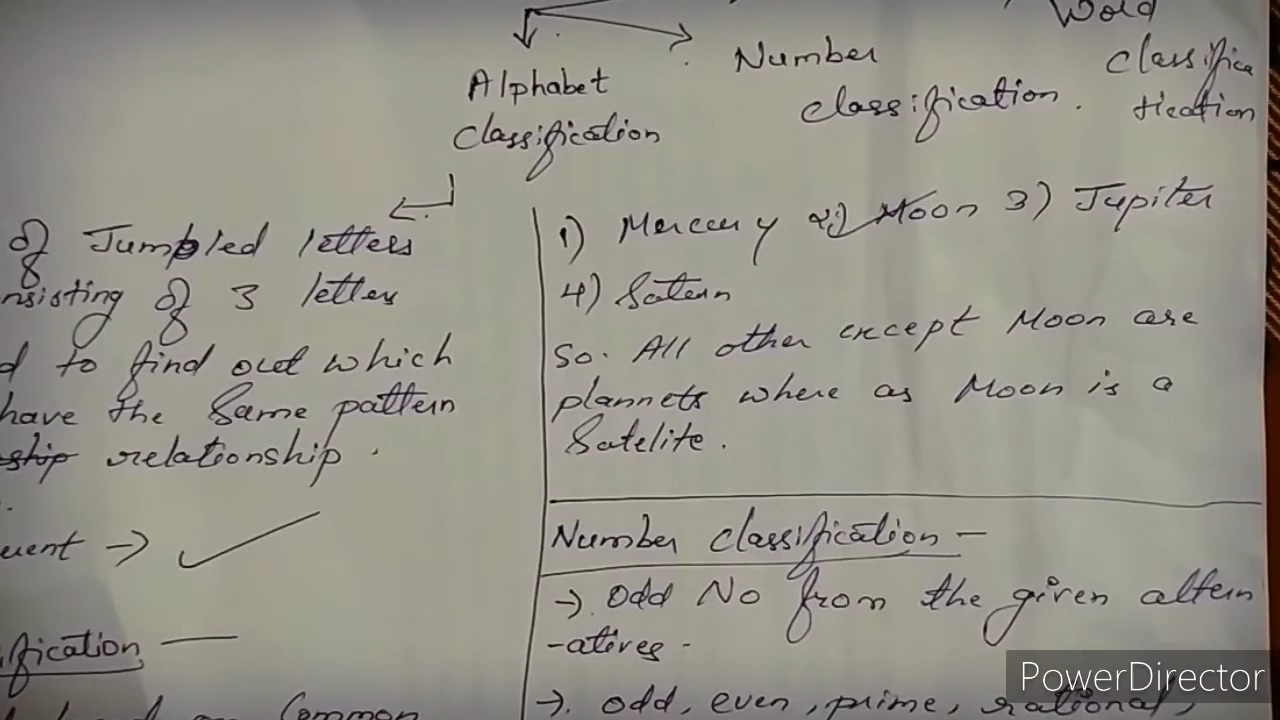 Word
Alphabet
classification
Number
classification.
classifica
tication
of Jumbled letters
nsisting of 3 letter
d to find out which
have the Same pattern
ship relationship.
uent → ✓
ification —
Common
1) Mercury 2) Moon 3) Jupiter
4) Satern
So. All other except Moon are
plannets where as Moon is a
Satelite.
Number classification —
→ Odd No from the given altern
-atives -
→ odd, even, prime, rational,
PowerDirector